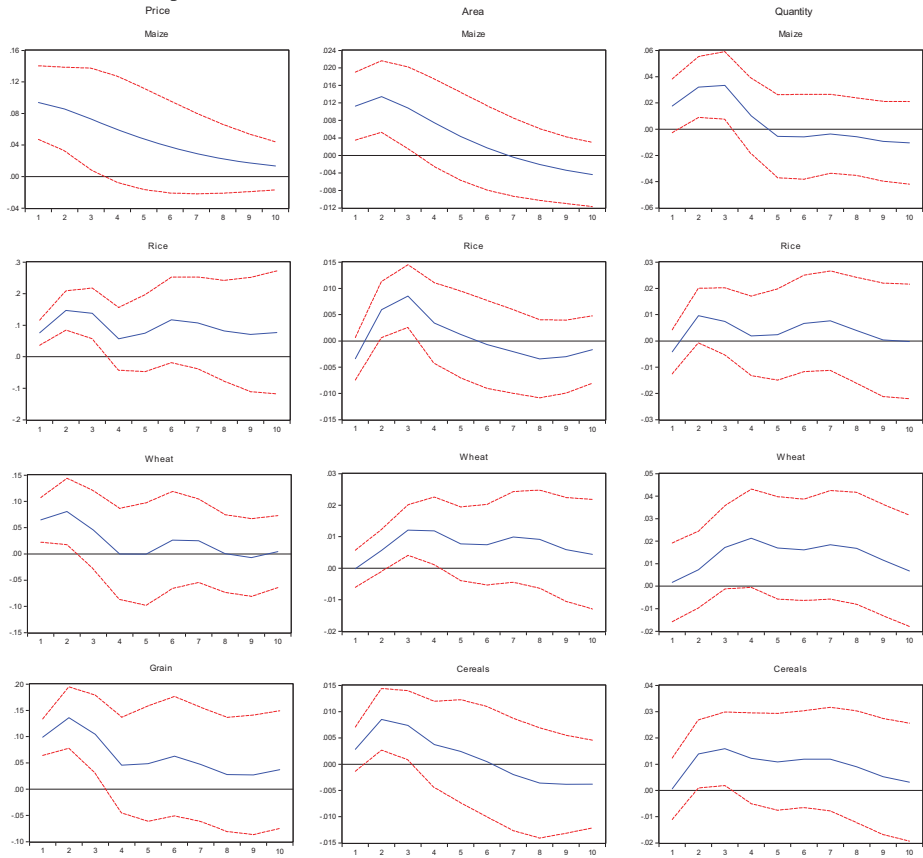 Price Area Quantity
Maize Maize Maize
.16 .024 .06
.020
.12 .04
.016
.012 .02
.08
.008
.00
.04 .004
.000 -.02
.00 -.004
-.04
-.008
-.04 -.012 -.06
1 2 3 4 5 6 7 8 9 10 1 2 3 4 5 6 7 8 9 10 1 2 3 4 5 6 7 8 9 10
Rice Rice Rice
.3 .015 .03
.2 .010 .02
.1 .005 .01
.0 .000 .00
-.005 -.01
-.1 -.010 -.02
-.2 -.015 -.03
1 2 3 4 5 6 7 8 9 10 1 2 3 4 5 6 7 8 9 10 1 2 3 4 5 6 7 8 9 10
Wheat Wheat Wheat
.15 .03 .05
.10 .02 .04
.03
.05 .01 .02
.00 .01
.00 .00
-.05
-.10 -.01 -.01
-.15 -.02 -.02
1 2 3 4 5 6 7 8 9 10 1 2 3 4 5 6 7 8 9 10 1 2 3 4 5 6 7 8 9 10
Grain Cereals Cereals
.20 .015 .04
.15 .010 .03
.10 .005 .02
.05 .000 .01
.00 -.005 .00
-.05 -.010 -.01
-.10 -.015 -.02
1 2 3 4 5 6 7 8 9 10 1 2 3 4 5 6 7 8 9 10 1 2 3 4 5 6 7 8 9 10